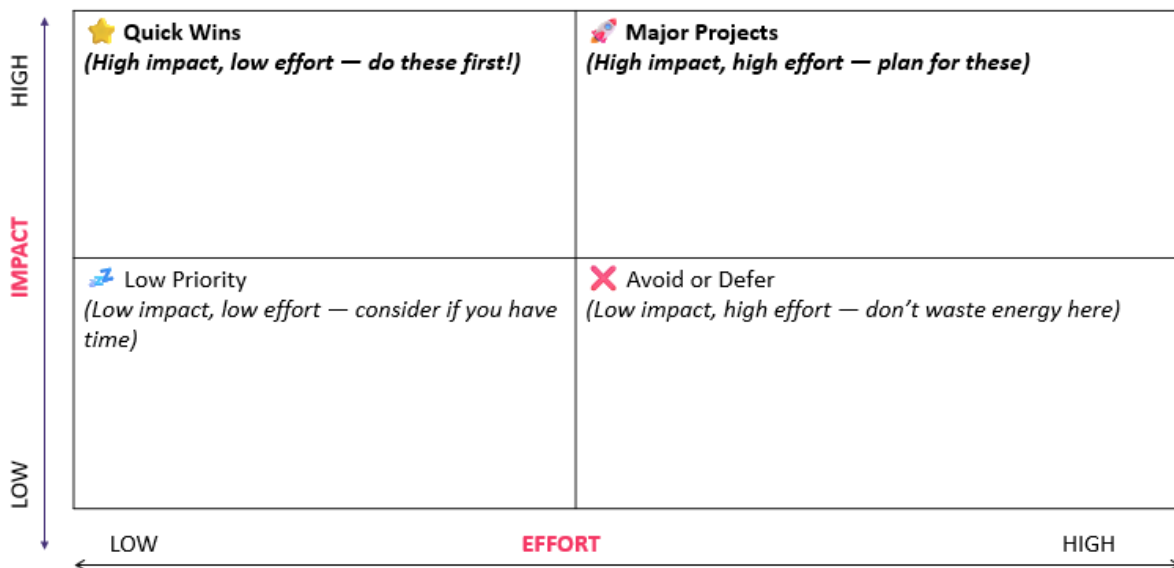 HIGH
IMPACT
LOW
Quick Wins
(High impact, low effort — do these first!)
Major Projects
(High impact, high effort — plan for these)
Low Priority
(Low impact, low effort — consider if you have
time)
Avoid or Defer
(Low impact, high effort — don’t waste energy here)
LOW
EFFORT
HIGH